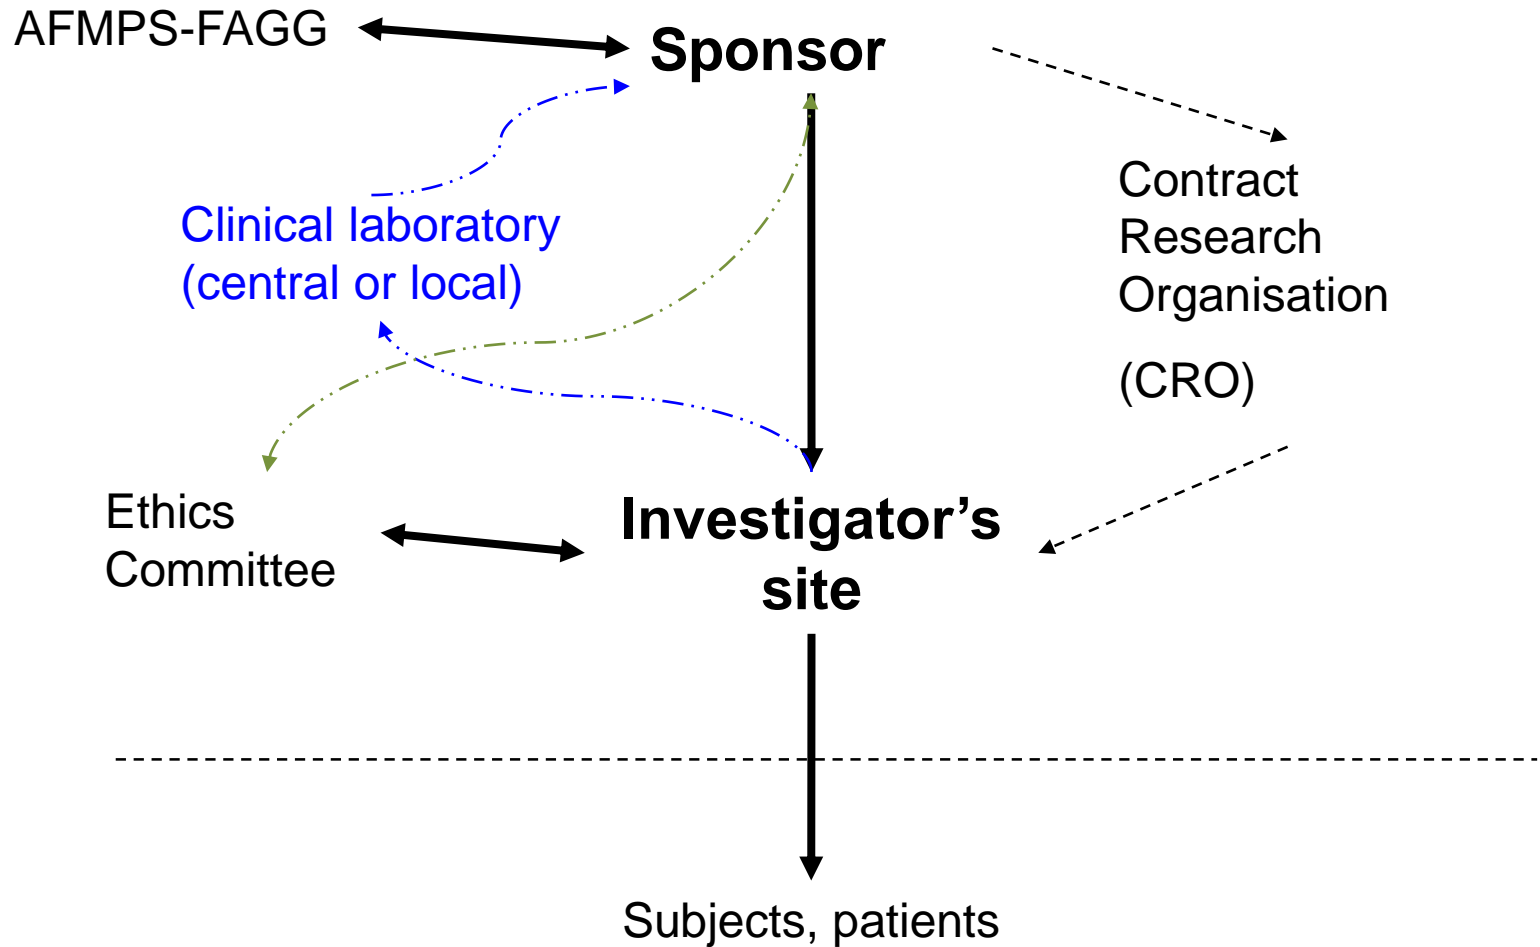 AFMPS-FAGG
Sponsor
Clinical laboratory
(central or local)
Contract
Research
Organisation
(CRO)
Ethics
Committee
Investigator’s
site
Subjects, patients